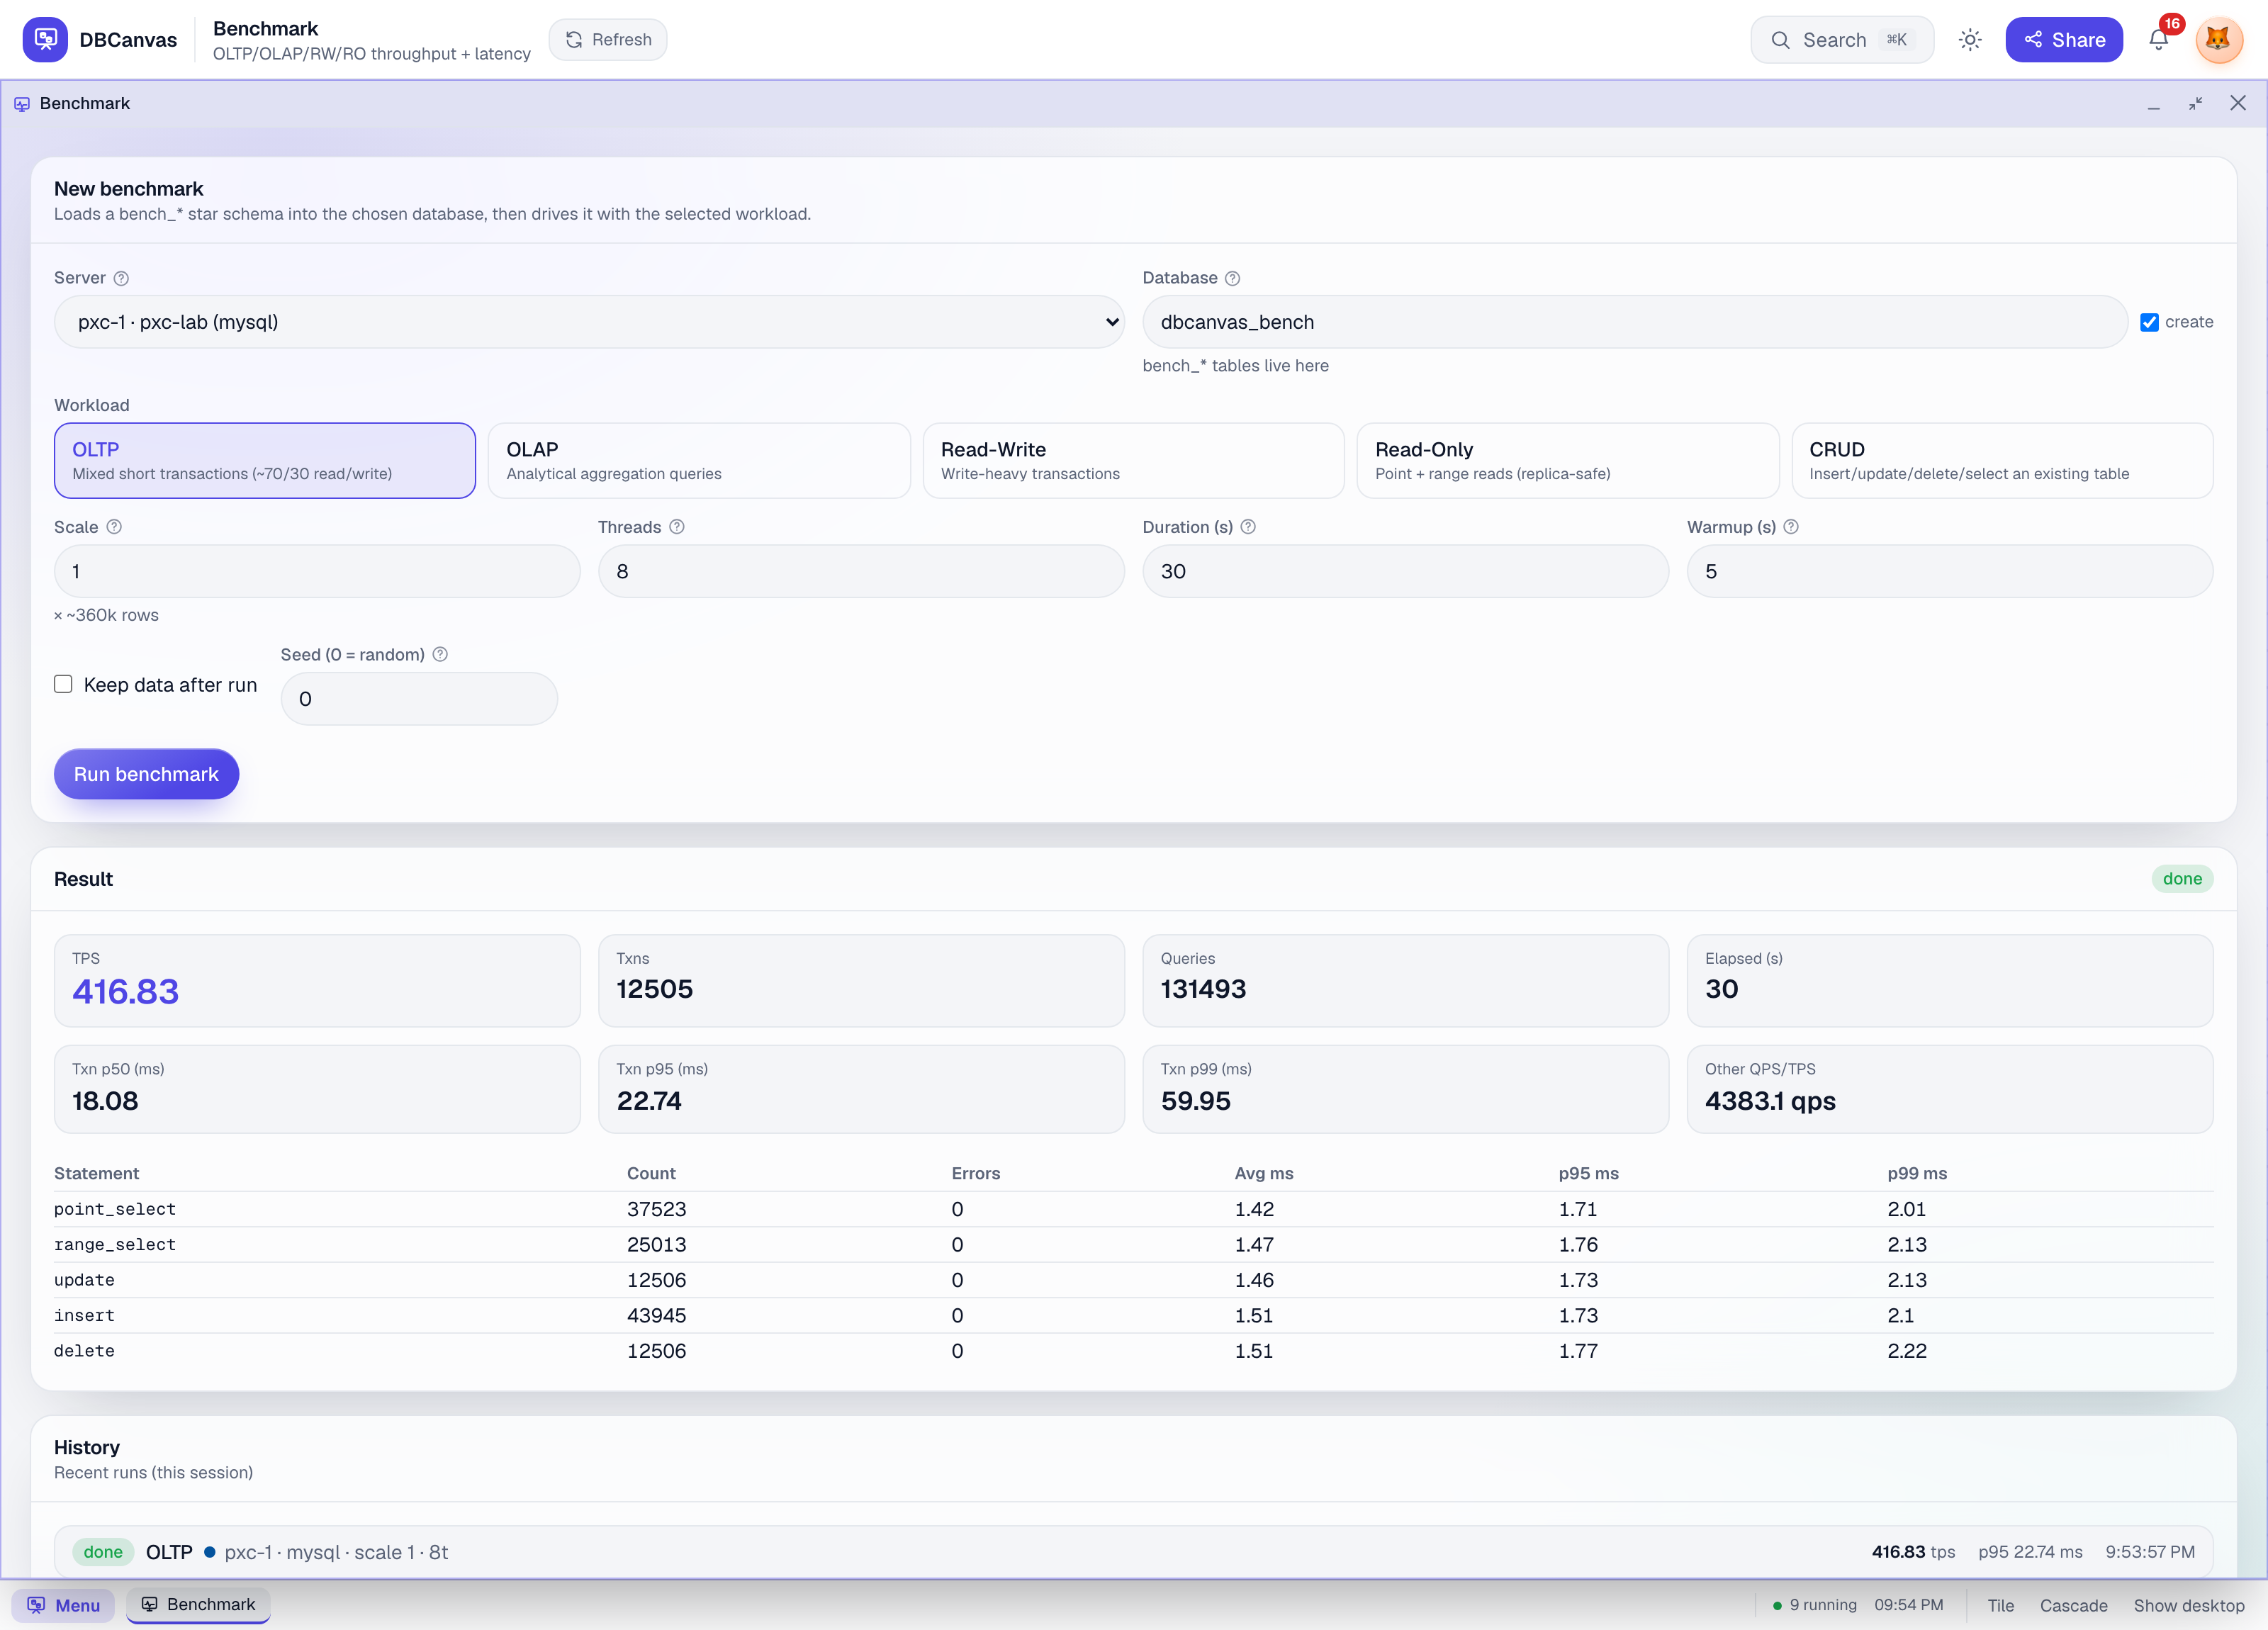 DBCanvas
Benchmark
OLTP/OLAP/RW/RO throughput + latency
Refresh
Search ⌘K
Share
16
Benchmark
New benchmark
Loads a bench_* star schema into the chosen database, then drives it with the selected workload.
Server
Database
pxc-1 · pxc-lab (mysql)
dbcanvas_bench
create
bench_* tables live here
Workload
OLTP
Mixed short transactions (~70/30 read/write)
OLAP
Analytical aggregation queries
Read-Write
Write-heavy transactions
Read-Only
Point + range reads (replica-safe)
CRUD
Insert/update/delete/select an existing table
Scale
Threads
Duration (s)
Warmup (s)
1
8
30
5
× ~360k rows
Keep data after run
Seed (0 = random)
0
Run benchmark
Result
done
TPS
416.83
Txns
12505
Queries
131493
Elapsed (s)
30
Txn p50 (ms)
18.08
Txn p95 (ms)
22.74
Txn p99 (ms)
59.95
Other QPS/TPS
4383.1 qps
Statement Count Errors Avg ms p95 ms p99 ms
point_select 37523 0 1.42 1.71 2.01
range_select 25013 0 1.47 1.76 2.13
update 12506 0 1.46 1.73 2.13
insert 43945 0 1.51 1.73 2.1
delete 12506 0 1.51 1.77 2.22
History
Recent runs (this session)
done OLTP pxc-1 · mysql · scale 1 · 8t 416.83 tps p95 22.74 ms 9:53:57 PM
Menu Benchmark 9 running 09:54 PM Tile Cascade Show desktop